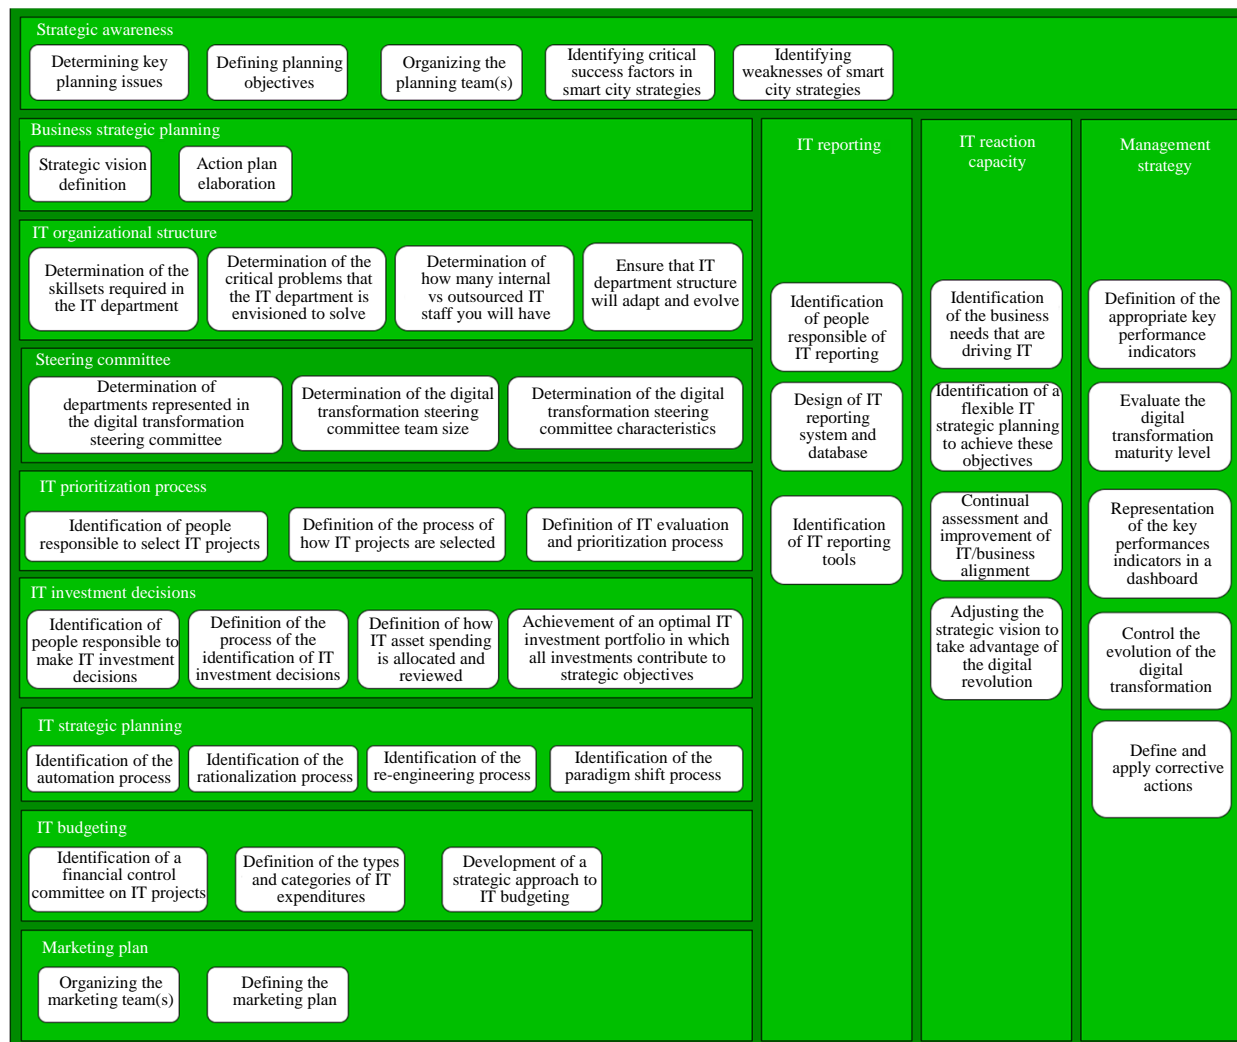 Strategic awareness
Determining key
planning issues
Defining planning
objectives
Organizing the
planning team(s)
Identifying critical
success factors in
smart city strategies
Identifying
weaknesses of smart
city strategies
Business strategic planning
Strategic vision
definition
Action plan
elaboration
IT organizational structure
Determination of the
skillsets required in
the IT department
Determination of the
critical problems that
the IT department is
envisioned to solve
Determination of
how many internal
vs outsourced IT
staff you will have
Ensure that IT
department structure
will adapt and evolve
Steering committee
Determination of
departments represented in
the digital transformation
steering committee
Determination of the digital
transformation steering
committee team size
Determination of the digital
transformation steering
committee characteristics
IT prioritization process
Identification of people
responsible to select IT projects
Definition of the process of
how IT projects are selected
Definition of IT evaluation
and prioritization process
IT investment decisions
Identification of
people responsible to
make IT investment
decisions
Definition of the
process of the
identification of IT
investment decisions
Definition of how
IT asset spending
is allocated and
reviewed
Achievement of an optimal IT
investment portfolio in which
all investments contribute to
strategic objectives
IT strategic planning
Identification of the
automation process
Identification of the
rationalization process
Identification of the
re-engineering process
Identification of the
paradigm shift process
IT budgeting
Identification of a
financial control
committee on IT projects
Definition of the types
and categories of IT
expenditures
Development of a
strategic approach to
IT budgeting
Marketing plan
Organizing the
marketing team(s)
Defining the
marketing plan
IT reporting
Identification
of people
responsible of
IT reporting
Design of IT
reporting
system and
database
Identification
of IT reporting
tools
IT reaction
capacity
Identification
of the business
needs that are
driving IT
Identification of a
flexible IT
strategic planning
to achieve these
objectives
Continual
assessment and
improvement of
IT/business
alignment
Adjusting the
strategic vision to
take advantage of
the digital
revolution
Management
strategy
Definition of the
appropriate key
performance
indicators
Evaluate the
digital
transformation
maturity level
Representation
of the key
performances
indicators in a
dashboard
Control the
evolution of the
digital
transformation
Define and
apply corrective
actions